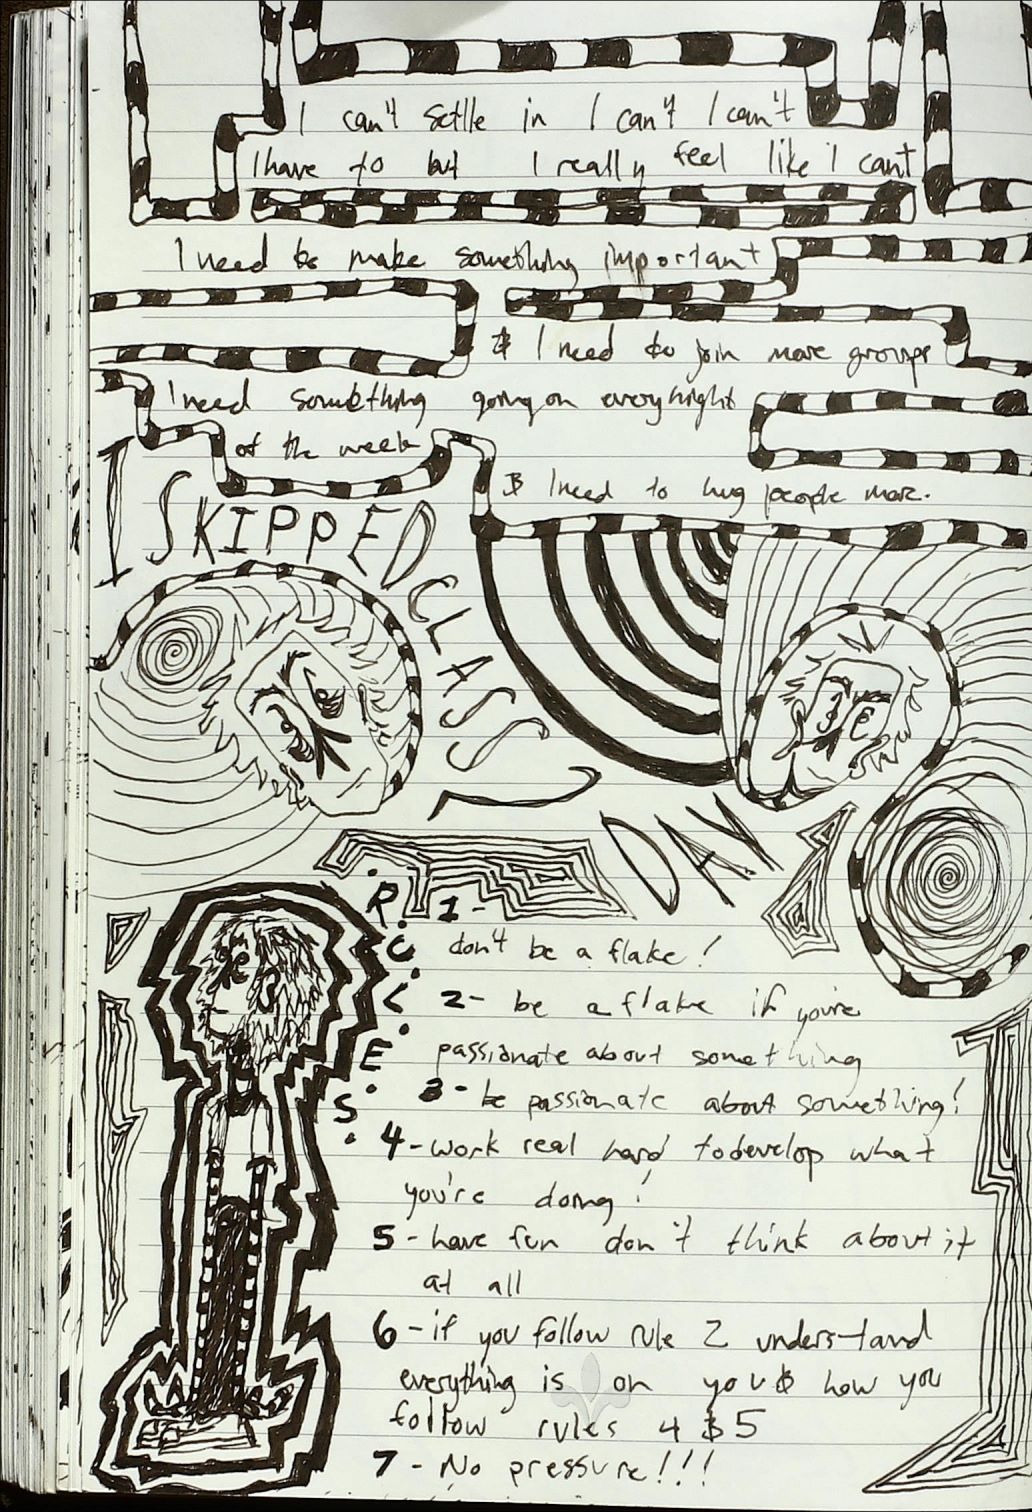 I can't settle in I can't I can't
I have to but I really feel like I can't
I need to make something important
& I need to join more groups
I need something going on every night
of the week
& I need to hug people more.
I SKIPPED CLASS
DAY
RULES
1-
don't be a flake!
2- be a flake if you're
passionate about something
3- be passionate about something!
4- work real hard to develop what
you're doing!
5- have fun don't think about it
at all
6- if you follow rule 2 understand
everything is on you & how you
follow rules 4 & 5
7- No pressure!!!